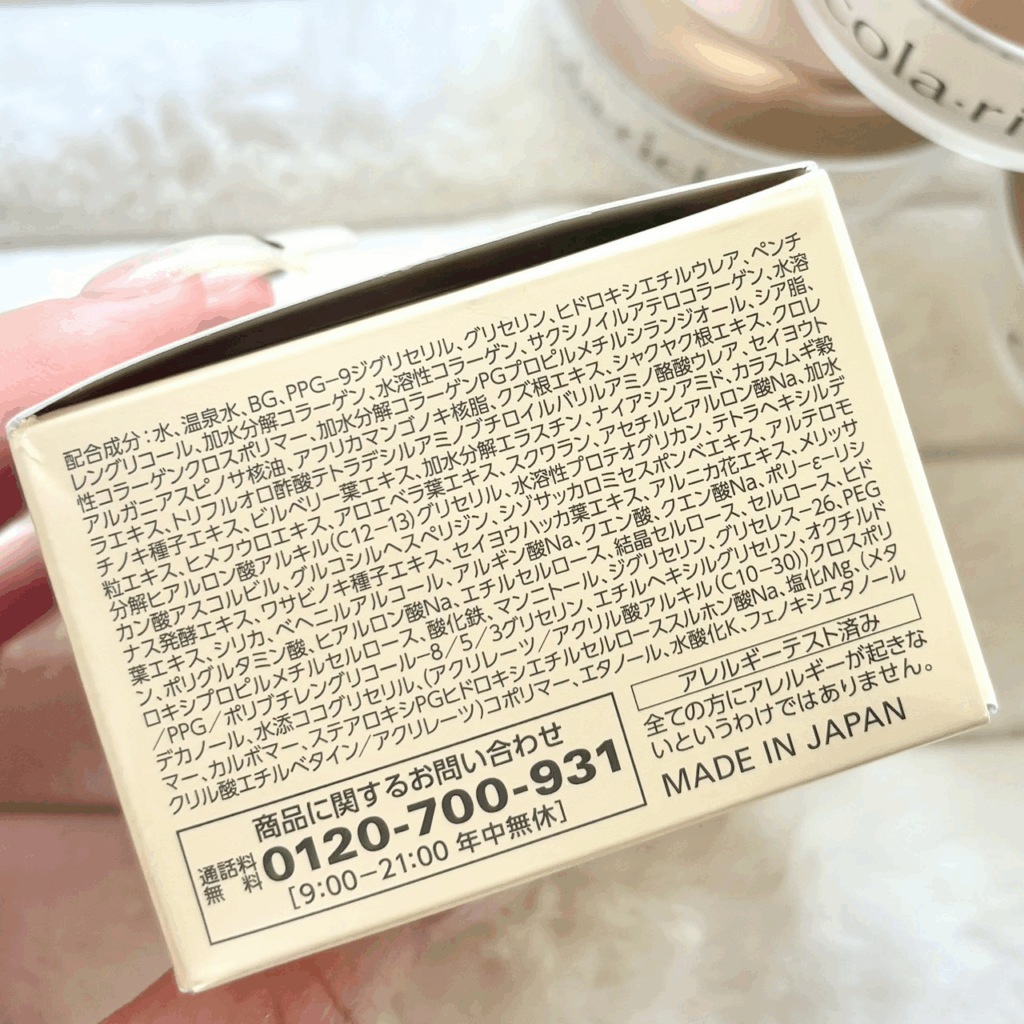 cola·ri
a·rich
配合成分:水、温泉水、BG、PPG-9ジグリセリル、グリセリン、ヒドロキシエチルウレア、ペンチ
レングリコール、加水分解コラーゲン、水溶性コラーゲン、サクシノイルアテロコラーゲン、水溶
性コラーゲンクロスポリマー、加水分解コラーゲンPGプロピルメチルシランジオール、シア脂、
アルガニアスピノサ核油、アフリカマンゴノキ核脂、クズ根エキス、シャクヤク根エキス、クロレ
ラエキス、トリフルオロ酢酸テトラデシルアミノブチロイルバリルアミノ酪酸ウレア、セイヨウト
チノキ種子エキス、ビルベリー葉エキス、加水分解エラスチン、ナイアシンアミド、カラスムギ穀
粒エキス、ヒメフウロエキス、アロエベラ葉エキス、スクワラン、アセチルヒアルロン酸Na、加水
分解ヒアルロン酸アルキル(C12-13)グリセリル、水溶性プロテオグリカン、テトラヘキシルデ
カン酸アスコルビル、グルコシルヘスペリジン、シゾサッカロミセスポンベエキス、アルテロモ
ナス発酵エキス、ワサビノキ種子エキス、セイヨウハッカ葉エキス、アルニカ花エキス、メリッサ
葉エキス、シリカ、ベヘニルアルコール、アルギン酸Na、クエン酸、クエン酸Na、ポリ-ε-リシ
ン、ポリグルタミン酸、ヒアルロン酸Na、エチルセルロース、結晶セルロース、セルロース、ヒド
ロキシプロピルメチルセルロース、酸化鉄、マンニトール、ジグリセリン、グリセレス-26、PEG
/PPG/ポリブチレングリコール-8/5/3グリセリン、エチルヘキシルグリセリン、オクチルド
デカノール、水添ココグリセリル、(アクリレーツ/アクリル酸アルキル(C10-30))クロスポリ
マー、カルボマー、ステアロキシPGヒドロキシエチルセルローススルホン酸Na、塩化Mg、(メタ
クリル酸エチルベタイン/アクリレーツ)コポリマー、エタノール、水酸化K、フェノキシエタノール
商品に関するお問い合わせ
通話料無料 0120-700-931
[9:00-21:00 年中無休]
アレルギーテスト済み
全ての方にアレルギーが起きな
いというわけではありません。
MADE IN JAPAN